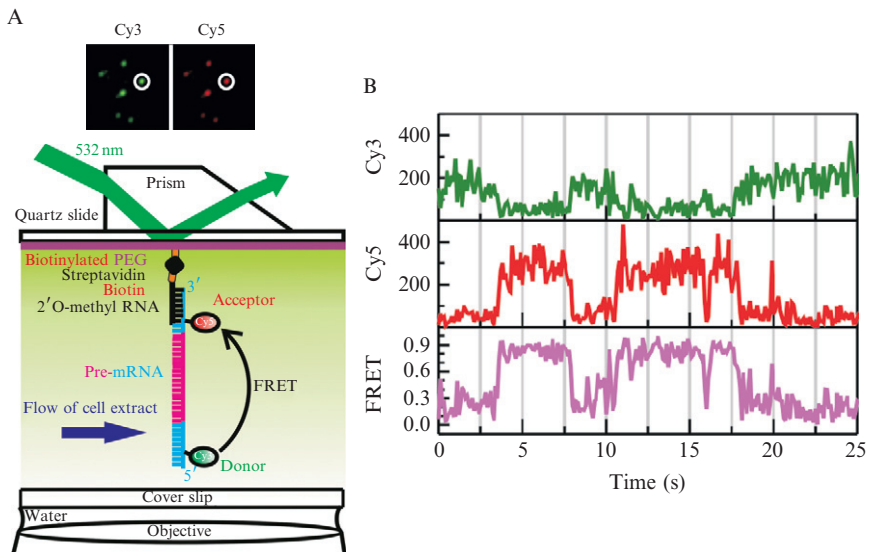 A
Cy3 Cy5
532 nm
Prism
Quartz slide
Biotinylated PEG
Streptavidin
Biotin
2′O-methyl RNA
3′
Acceptor
Cy5
Pre-mRNA
FRET
Flow of cell extract
Cy3
Donor
5′
Cover slip
Water
Objective
B
Cy3
400
200
Cy5
400
200
FRET
0.9
0.6
0.3
0.0
0 5 10 15 20 25
Time (s)